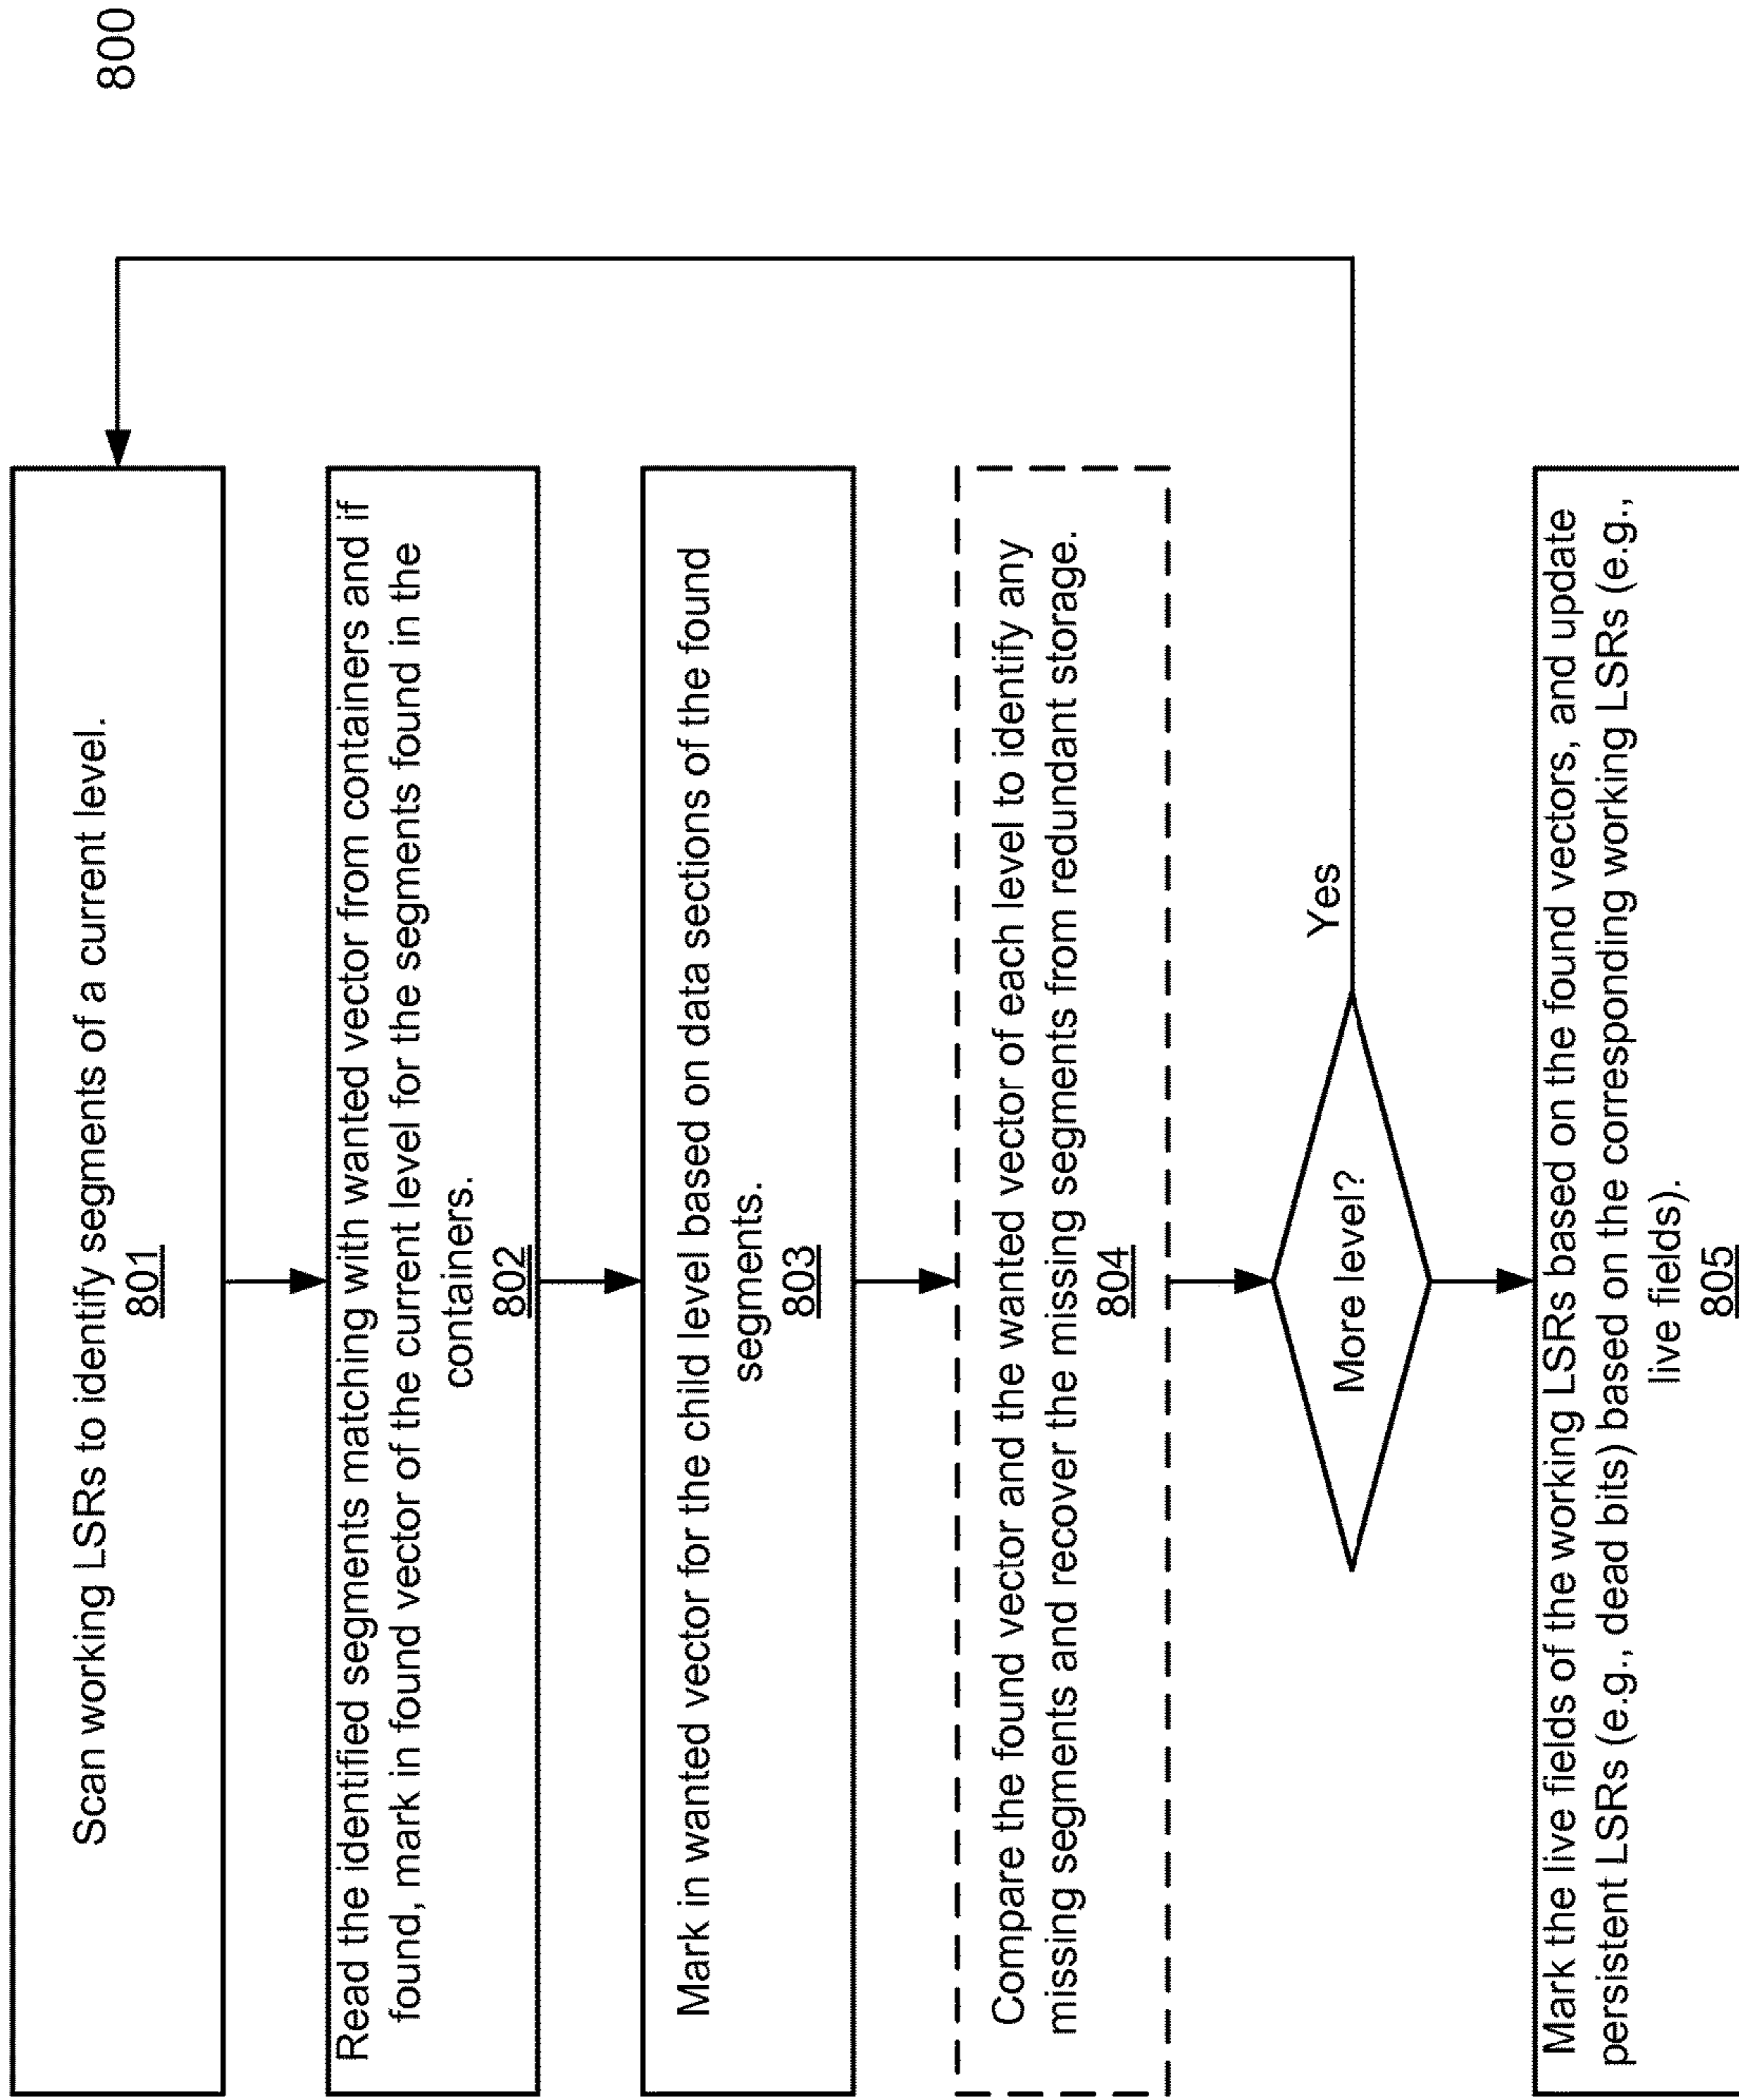 800
Scan working LSRs to identify segments of a current level.
801
Read the identified segments matching with wanted vector from containers and if
found, mark in found vector of the current level for the segments found in the
containers.
802
Mark in wanted vector for the child level based on data sections of the found
segments.
803
Compare the found vector and the wanted vector of each level to identify any
missing segments and recover the missing segments from redundant storage.
804
More level?
Yes
Mark the live fields of the working LSRs based on the found vectors, and update
persistent LSRs (e.g., dead bits) based on the corresponding working LSRs (e.g.,
live fields).
805